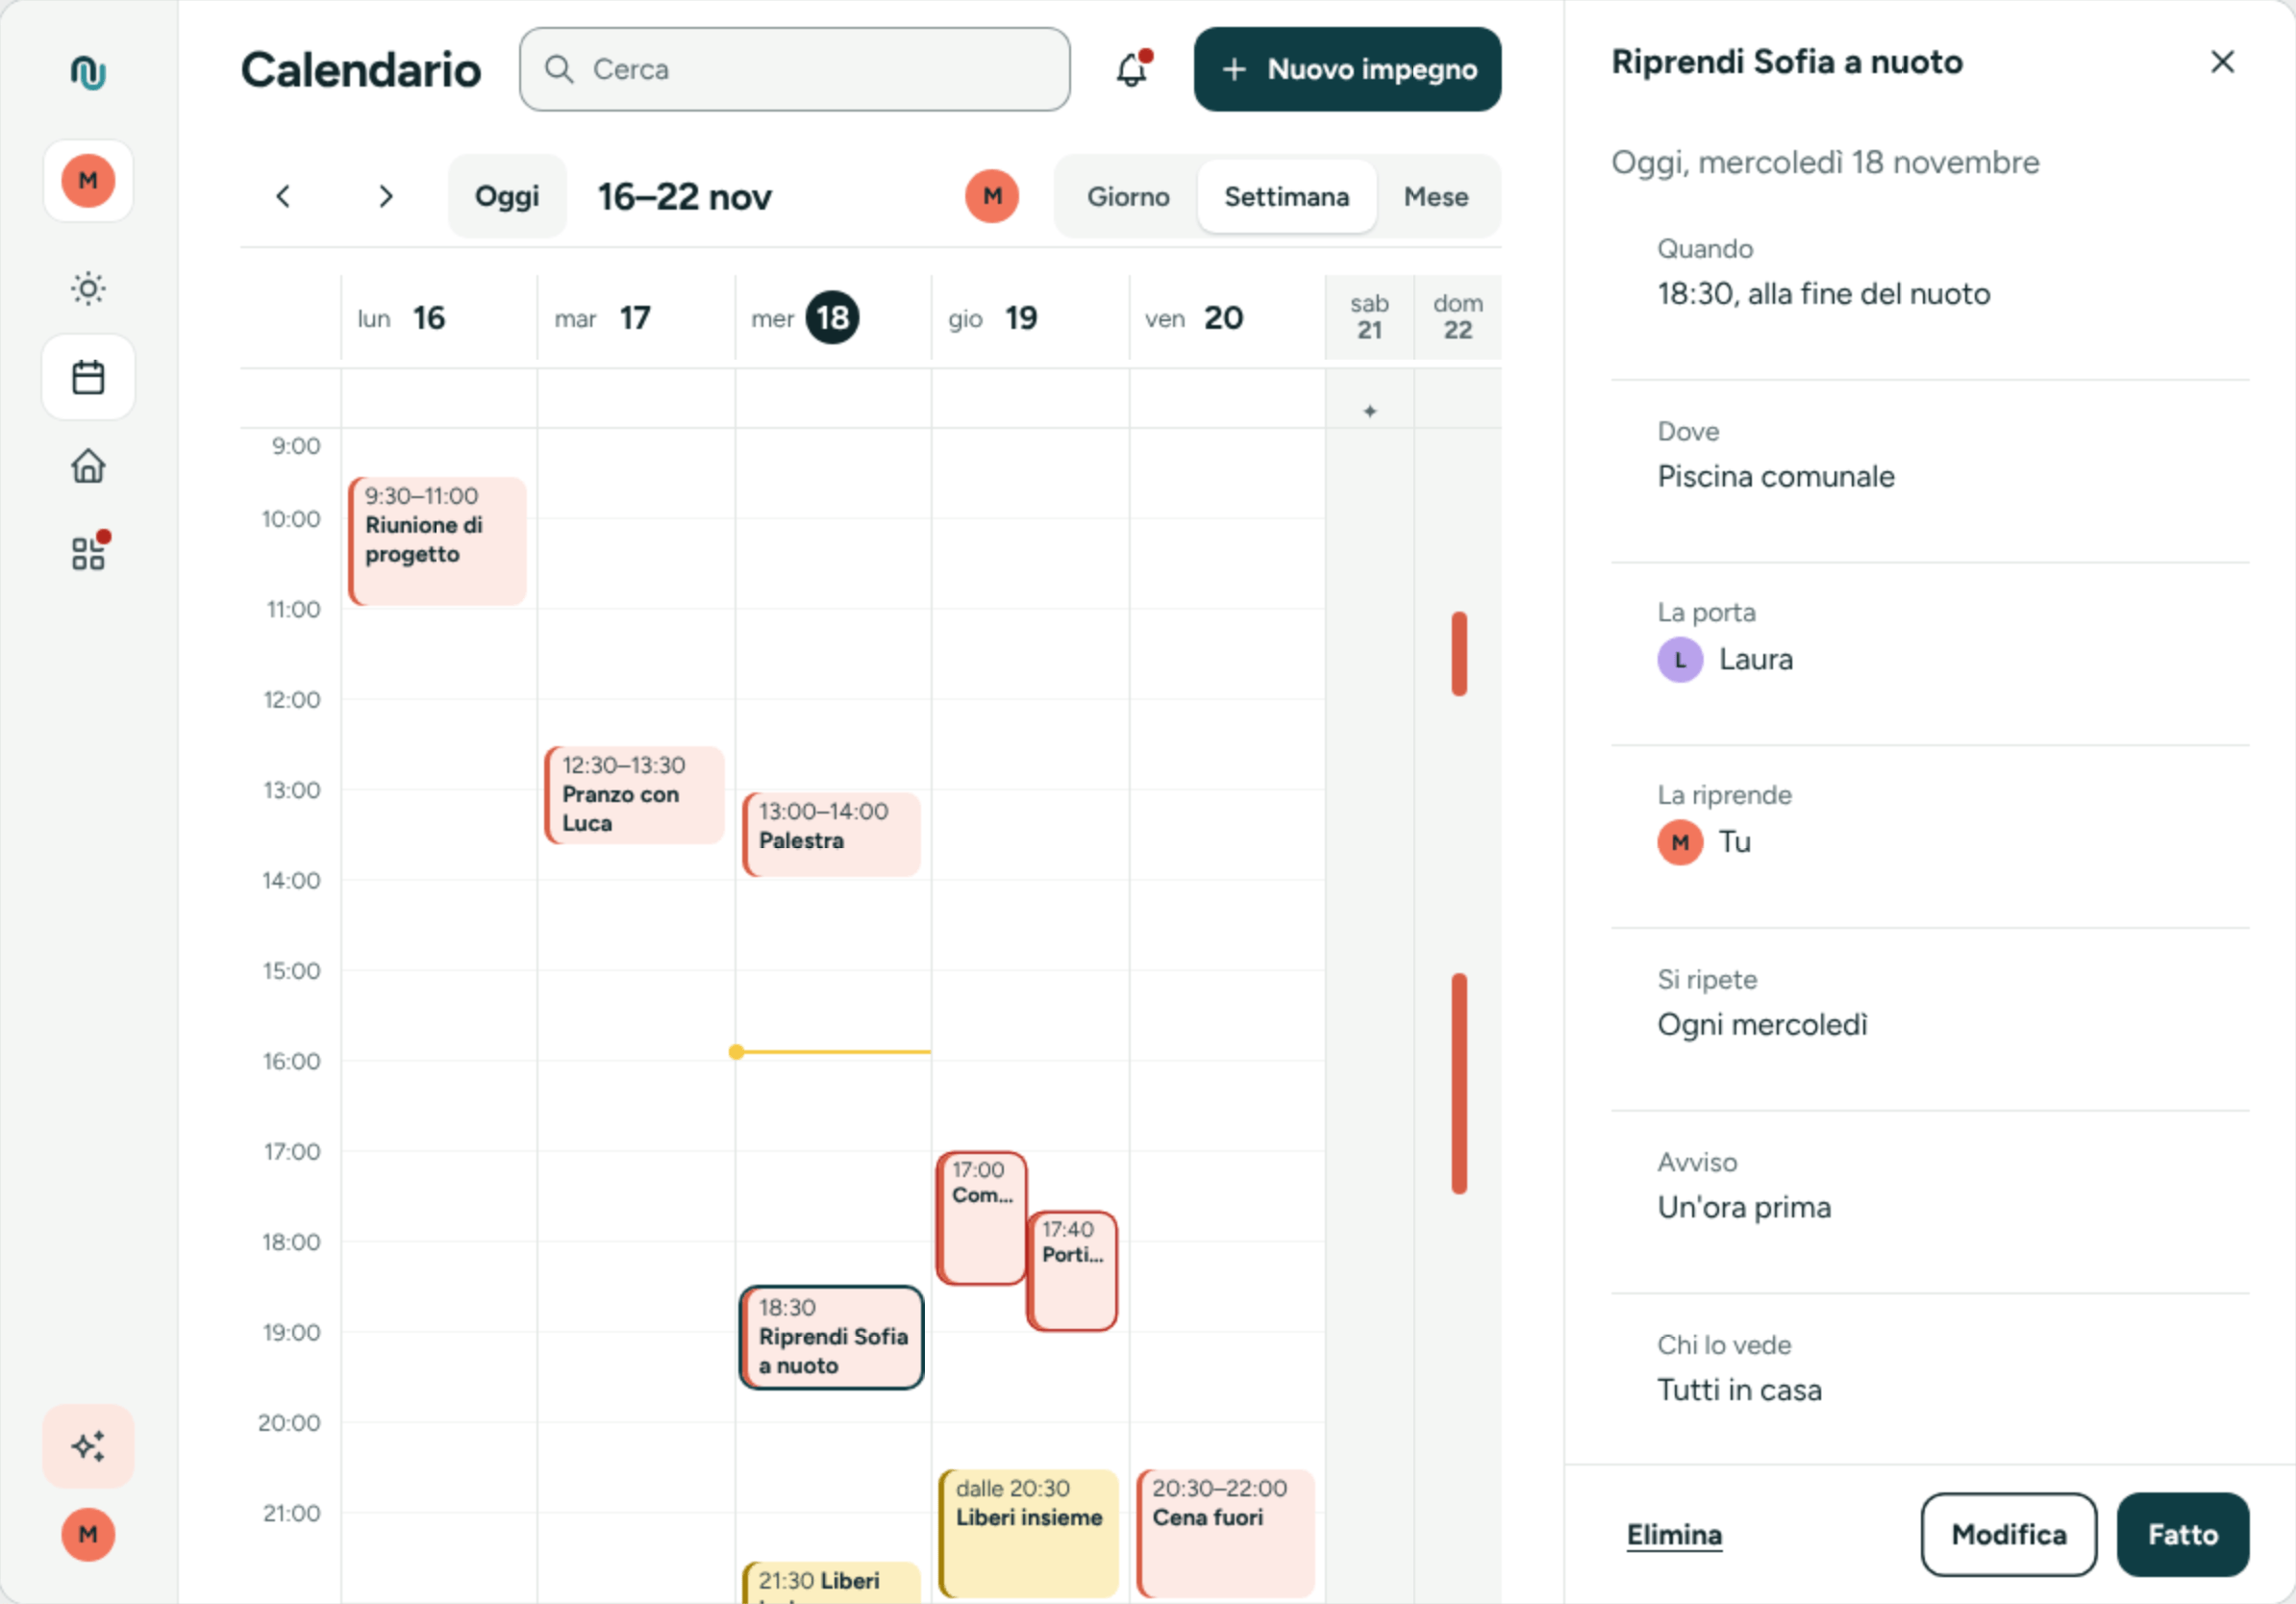 Calendario
Cerca
Nuovo impegno
M
Oggi
16–22 nov
M
Giorno
Settimana
Mese
lun 16
mar 17
mer 18
gio 19
ven 20
sab 21
dom 22
9:00
10:00
11:00
12:00
13:00
14:00
15:00
16:00
17:00
18:00
19:00
20:00
21:00
9:30–11:00
Riunione di
progetto
12:30–13:30
Pranzo con
Luca
13:00–14:00
Palestra
18:30
Riprendi Sofia
a nuoto
21:30 Liberi
17:00
Com...
17:40
Porti...
dalle 20:30
Liberi insieme
20:30–22:00
Cena fuori
M
Riprendi Sofia a nuoto
Oggi, mercoledì 18 novembre
Quando
18:30, alla fine del nuoto
Dove
Piscina comunale
La porta
L Laura
La riprende
M Tu
Si ripete
Ogni mercoledì
Avviso
Un'ora prima
Chi lo vede
Tutti in casa
Elimina
Modifica
Fatto